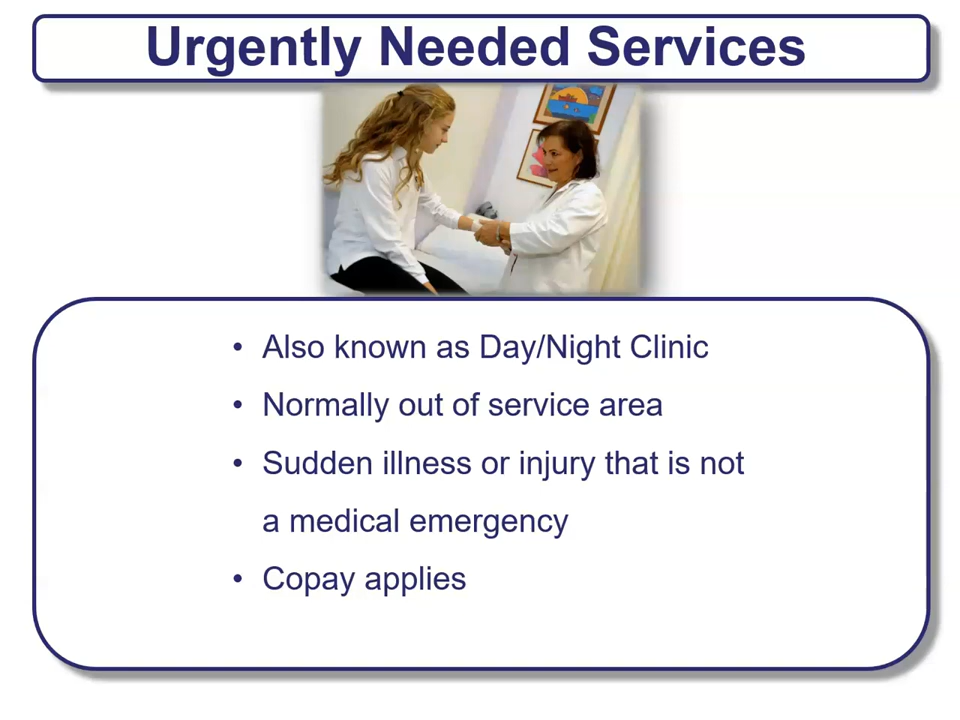 Urgently Needed Services
• Also known as Day/Night Clinic
• Normally out of service area
• Sudden illness or injury that is not
a medical emergency
• Copay applies